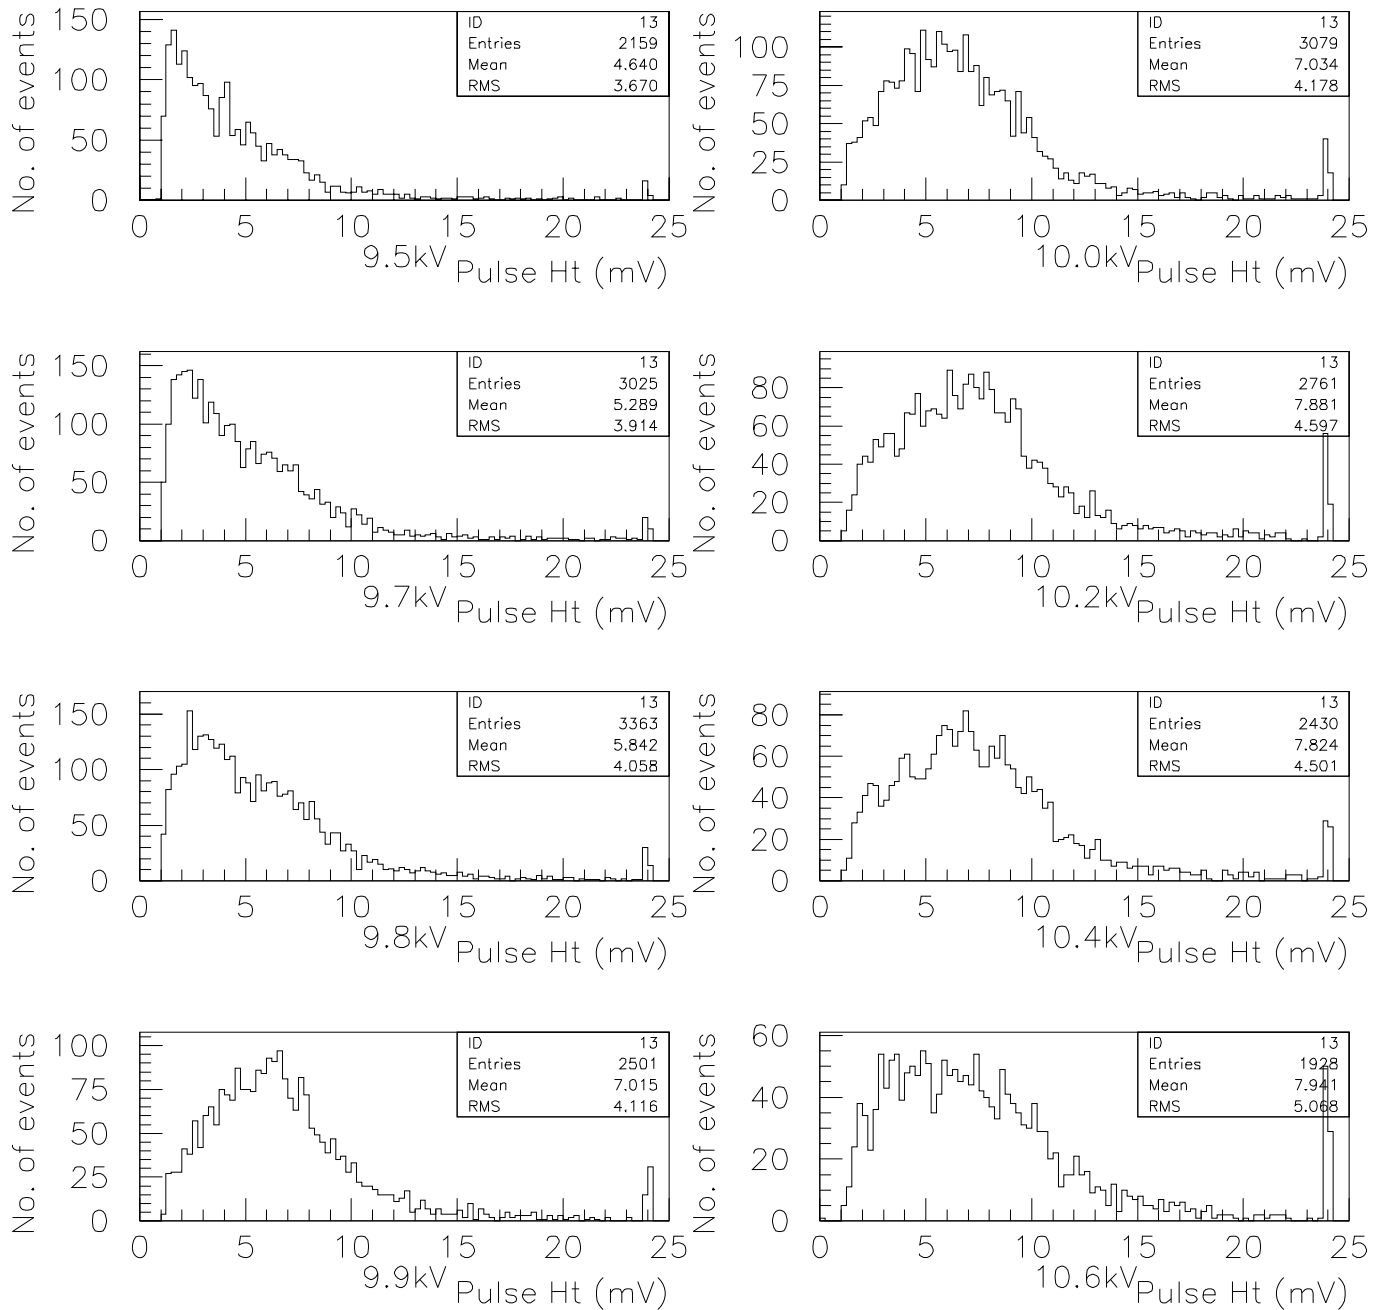 No. of events
150
100
50
0
ID 13
Entries 2159
Mean 4.640
RMS 3.670
0 5 10 15 20 25
9.5kV Pulse Ht (mV)
No. of events
100
75
50
25
0
ID 13
Entries 3079
Mean 7.034
RMS 4.178
0 5 10 15 20 25
10.0kV Pulse Ht (mV)
No. of events
150
100
50
0
ID 13
Entries 3025
Mean 5.289
RMS 3.914
0 5 10 15 20 25
9.7kV Pulse Ht (mV)
No. of events
80
60
40
20
0
ID 13
Entries 2761
Mean 7.881
RMS 4.597
0 5 10 15 20 25
10.2kV Pulse Ht (mV)
No. of events
150
100
50
0
ID 13
Entries 3363
Mean 5.842
RMS 4.058
0 5 10 15 20 25
9.8kV Pulse Ht (mV)
No. of events
80
60
40
20
0
ID 13
Entries 2430
Mean 7.824
RMS 4.501
0 5 10 15 20 25
10.4kV Pulse Ht (mV)
No. of events
100
75
50
25
0
ID 13
Entries 2501
Mean 7.015
RMS 4.116
0 5 10 15 20 25
9.9kV Pulse Ht (mV)
No. of events
60
40
20
0
ID 13
Entries 1928
Mean 7.941
RMS 5.068
0 5 10 15 20 25
10.6kV Pulse Ht (mV)